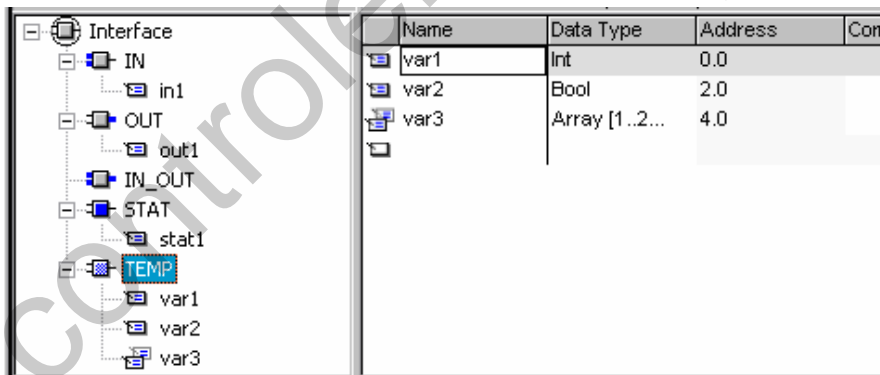 Interface
IN
in1
OUT
out1
IN_OUT
STAT
stat1
TEMP
var1
var2
var3
Name Data Type Address Com
var1 Int 0.0
var2 Bool 2.0
var3 Array [1..2... 4.0
controle